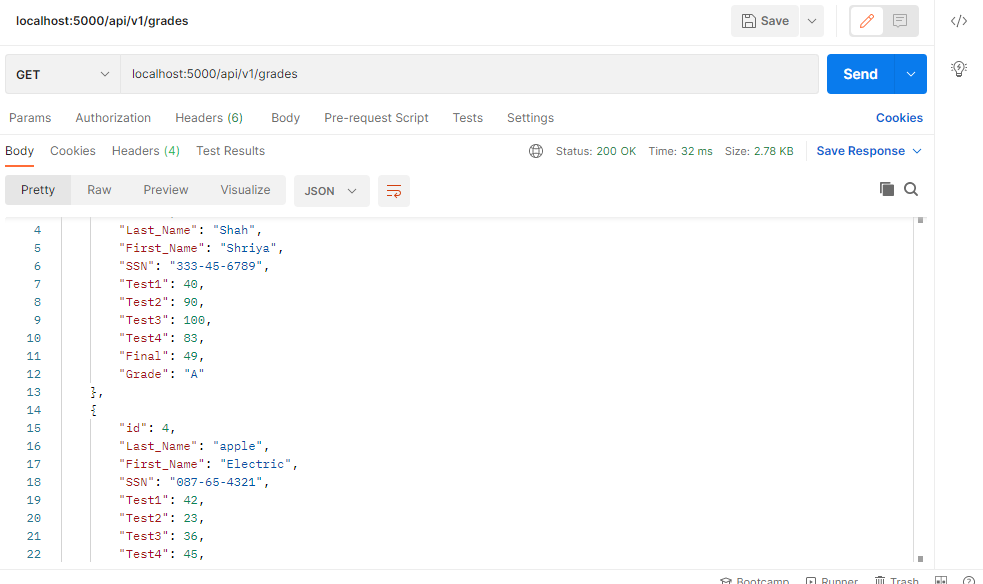 localhost:5000/api/v1/grades
Save
GET
localhost:5000/api/v1/grades
Send
Params Authorization Headers (6) Body Pre-request Script Tests Settings Cookies
Body Cookies Headers (4) Test Results Status: 200 OK Time: 32 ms Size: 2.78 KB Save Response
Pretty Raw Preview Visualize JSON
4 "Last_Name": "Shah",
5 "First_Name": "Shriya",
6 "SSN": "333-45-6789",
7 "Test1": 40,
8 "Test2": 90,
9 "Test3": 100,
10 "Test4": 83,
11 "Final": 49,
12 "Grade": "A"
13 },
14 {
15 "id": 4,
16 "Last_Name": "apple",
17 "First_Name": "Electric",
18 "SSN": "087-65-4321",
19 "Test1": 42,
20 "Test2": 23,
21 "Test3": 36,
22 "Test4": 45,
Bootcamp Runner Trash